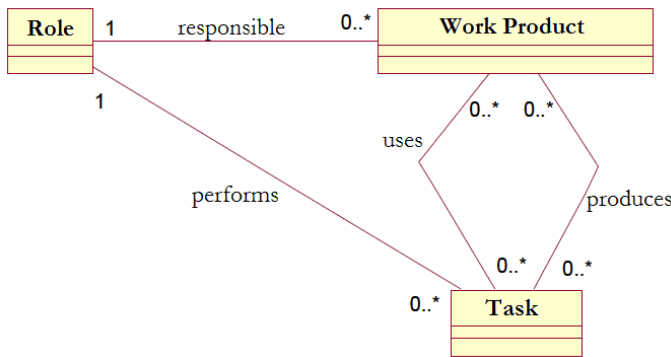 Role
1
responsible
0..*
Work Product
1
0..*
0..*
uses
performs
produces
0..*
0..*
0..*
Task